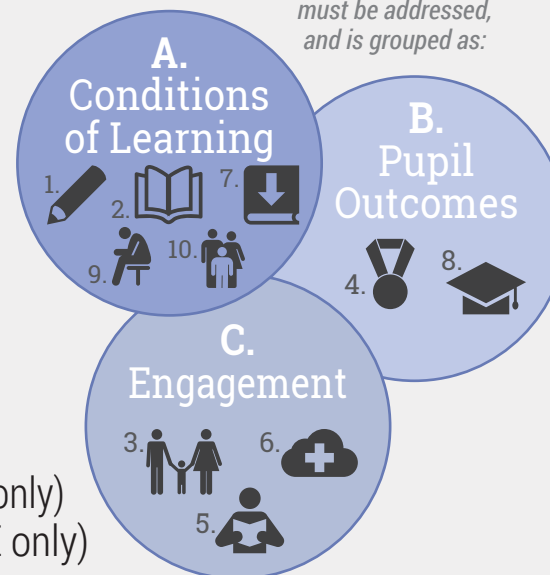 must be addressed,
and is grouped as:
A.
Conditions
of Learning
1.
2.
7.
9.
10.
B.
Pupil
Outcomes
4.
8.
C.
Engagement
3.
6.
5.
only)
only)